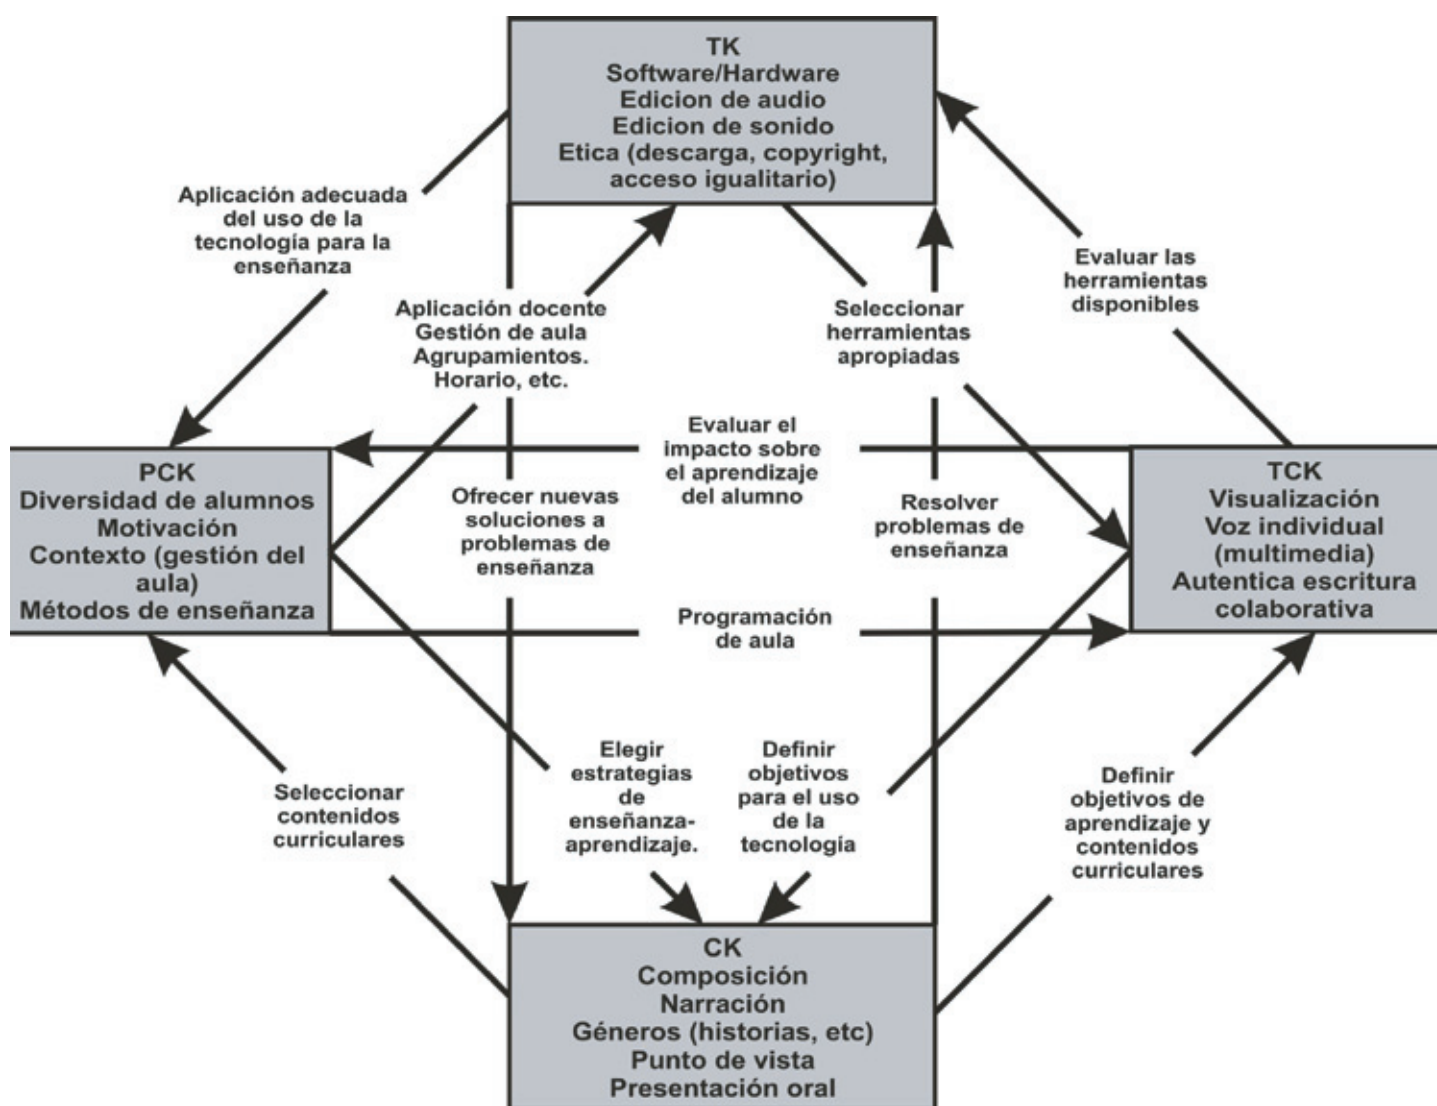 TK
Software/Hardware
Edicion de audio
Edicion de sonido
Etica (descarga, copyright,
acceso igualitario)
Aplicación adecuada
del uso de la
tecnología para la
enseñanza
Evaluar las
herramientas
disponibles
Aplicación docente
Gestión de aula
Agrupamientos.
Horario, etc.
Seleccionar
herramientas
apropiadas
Evaluar el
impacto sobre
el aprendizaje
del alumno
PCK
Diversidad de alumnos
Motivación
Contexto (gestión del
aula)
Métodos de enseñanza
Ofrecer nuevas
soluciones a
problemas de
enseñanza
Resolver
problemas de
enseñanza
TCK
Visualización
Voz individual
(multimedia)
Autentica escritura
colaborativa
Programación
de aula
Seleccionar
contenidos
curriculares
Elegir
estrategias
de
enseñanza-
aprendizaje.
Definir
objetivos
para el uso
de la
tecnología
Definir
objetivos de
aprendizaje y
contenidos
curriculares
CK
Composición
Narración
Géneros (historias, etc)
Punto de vista
Presentación oral